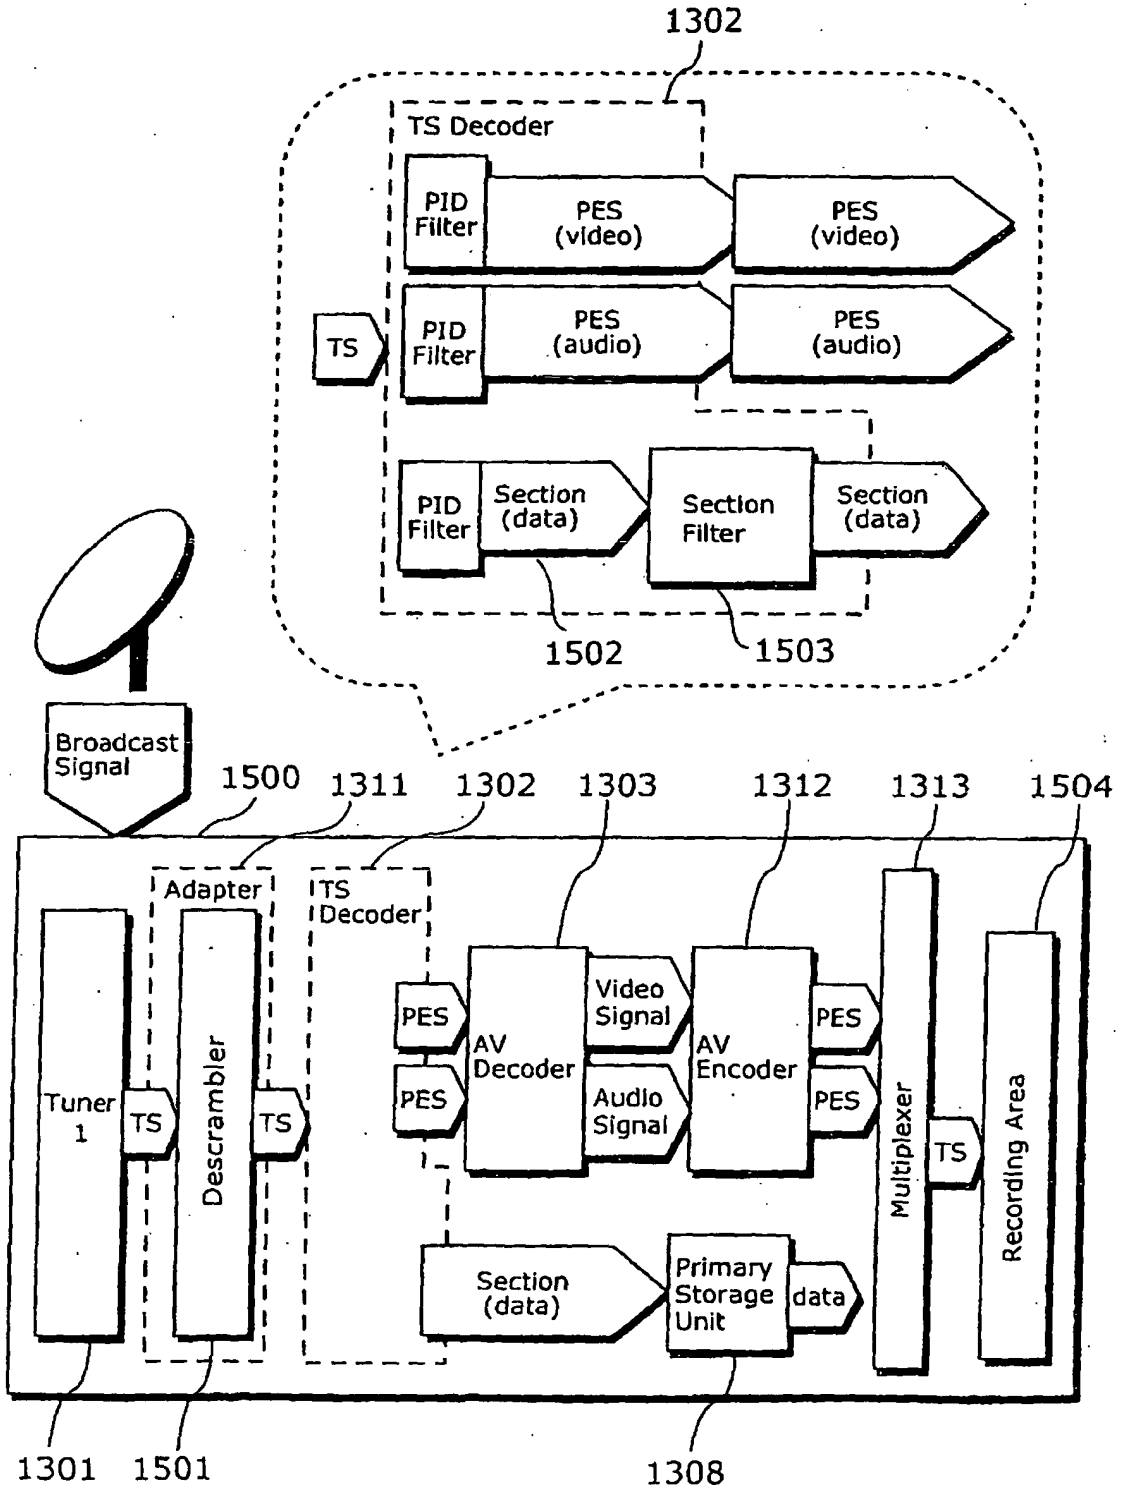 1302
TS Decoder
PID
Filter
PES
(video)
PES
(video)
TS
PID
Filter
PES
(audio)
PES
(audio)
PID
Filter
Section
(data)
Section
Filter
Section
(data)
1502
1503
Broadcast
Signal
1500
1311
1302
1303
1312
1313
1504
Adapter
TS
Decoder
Tuner
1
TS
Descrambler
TS
PES
PES
AV
Decoder
Video
Signal
Audio
Signal
AV
Encoder
PES
PES
Multiplexer
TS
Recording Area
Section
(data)
Primary
Storage
Unit
data
1301
1501
1308